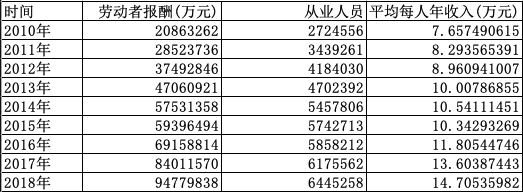 时间 劳动者报酬(万元) 从业人员 平均每人年收入(万元)
2010年 20863262 2724556 7.657490615
2011年 28523736 3439261 8.293565391
2012年 37492846 4184030 8.960941007
2013年 47060921 4702392 10.00786855
2014年 57531358 5457806 10.54111451
2015年 59396494 5742713 10.34293269
2016年 69158814 5858212 11.80544746
2017年 84011570 6175562 13.60387443
2018年 94779838 6445258 14.70535982